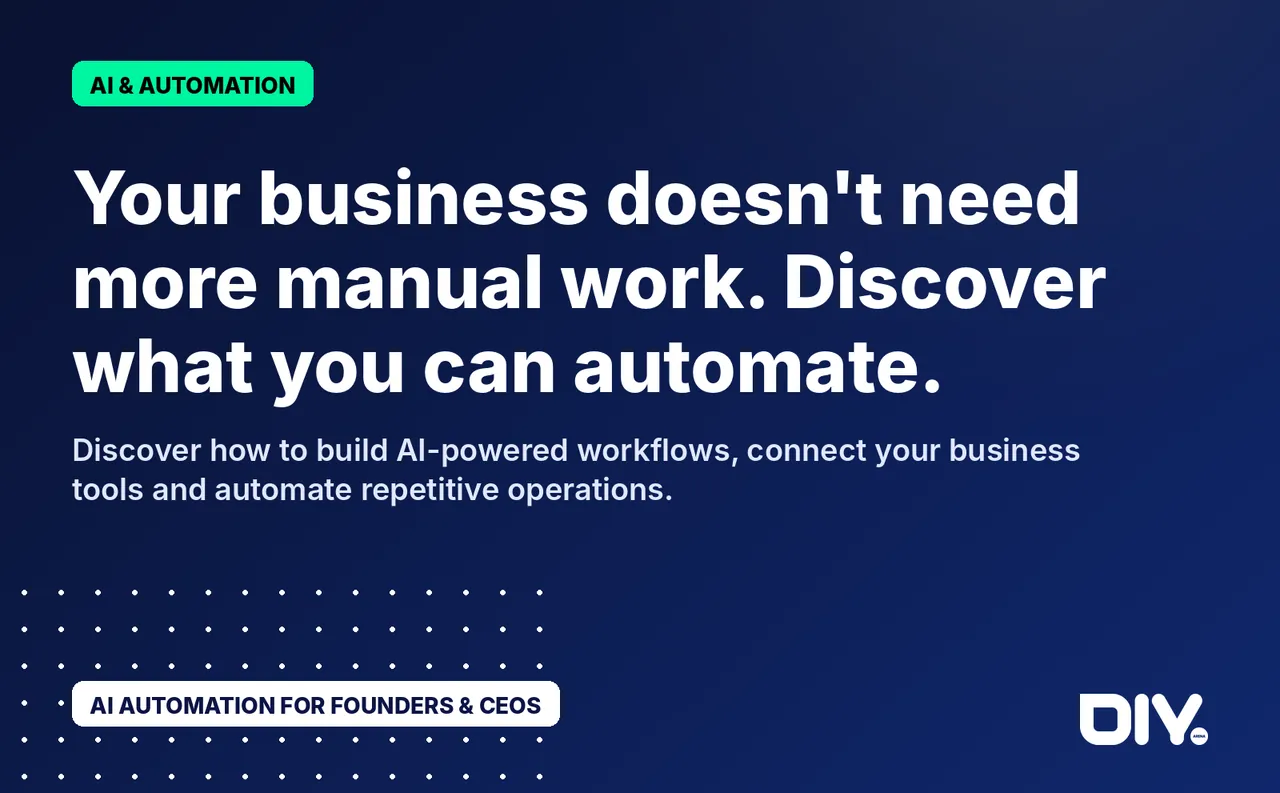 AI & AUTOMATION
Your business doesn't need
more manual work. Discover
what you can automate.
Discover how to build AI-powered workflows, connect your business
tools and automate repetitive operations.
AI AUTOMATION FOR FOUNDERS & CEOS
DIY.
ARENA